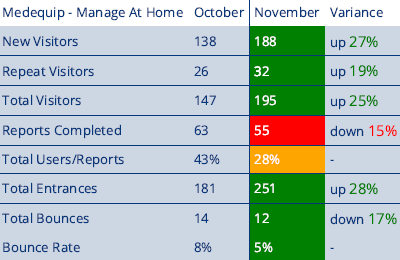 Medequip - Manage At Home October November Variance
New Visitors 138 188 up 27%
Repeat Visitors 26 32 up 19%
Total Visitors 147 195 up 25%
Reports Completed 63 55 down 15%
Total Users/Reports 43% 28% -
Total Entrances 181 251 up 28%
Total Bounces 14 12 down 17%
Bounce Rate 8% 5% -